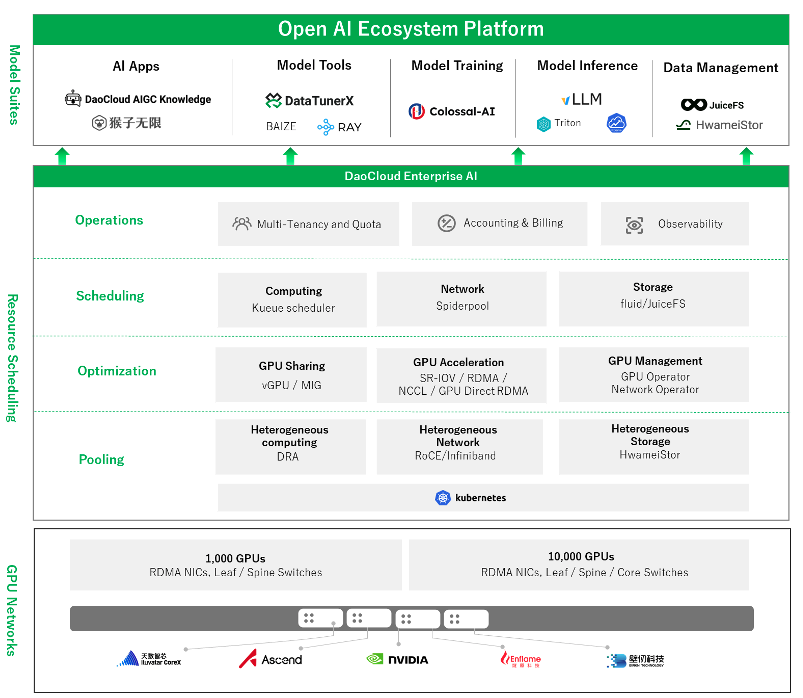 Open AI Ecosystem Platform
Model Suites
AI Apps
DaoCloud AIGC Knowledge
猴子无限
Model Tools
DataTunerX
BAIZE
RAY
Model Training
Colossal-AI
Model Inference
vLLM
Triton
Data Management
JuiceFS
HwameiStor
DaoCloud Enterprise AI
Resource Scheduling
Operations
Multi-Tenancy and Quota
Accounting & Billing
Observability
Scheduling
Computing
Kueue scheduler
Network
Spiderpool
Storage
fluid/JuiceFS
Optimization
GPU Sharing
vGPU / MIG
GPU Acceleration
SR-IOV / RDMA /
NCCL / GPU Direct RDMA
GPU Management
GPU Operator
Network Operator
Pooling
Heterogeneous
computing
DRA
Heterogeneous
Network
RoCE/Infiniband
Heterogeneous
Storage
HwameiStor
kubernetes
GPU Networks
1,000 GPUs
RDMA NICs, Leaf / Spine Switches
10,000 GPUs
RDMA NICs, Leaf / Spine / Core Switches
天数智芯
Iluvatar CoreX
Ascend
NVIDIA
Enflame
燧原科技
壁仞科技
BIREN TECHNOLOGY